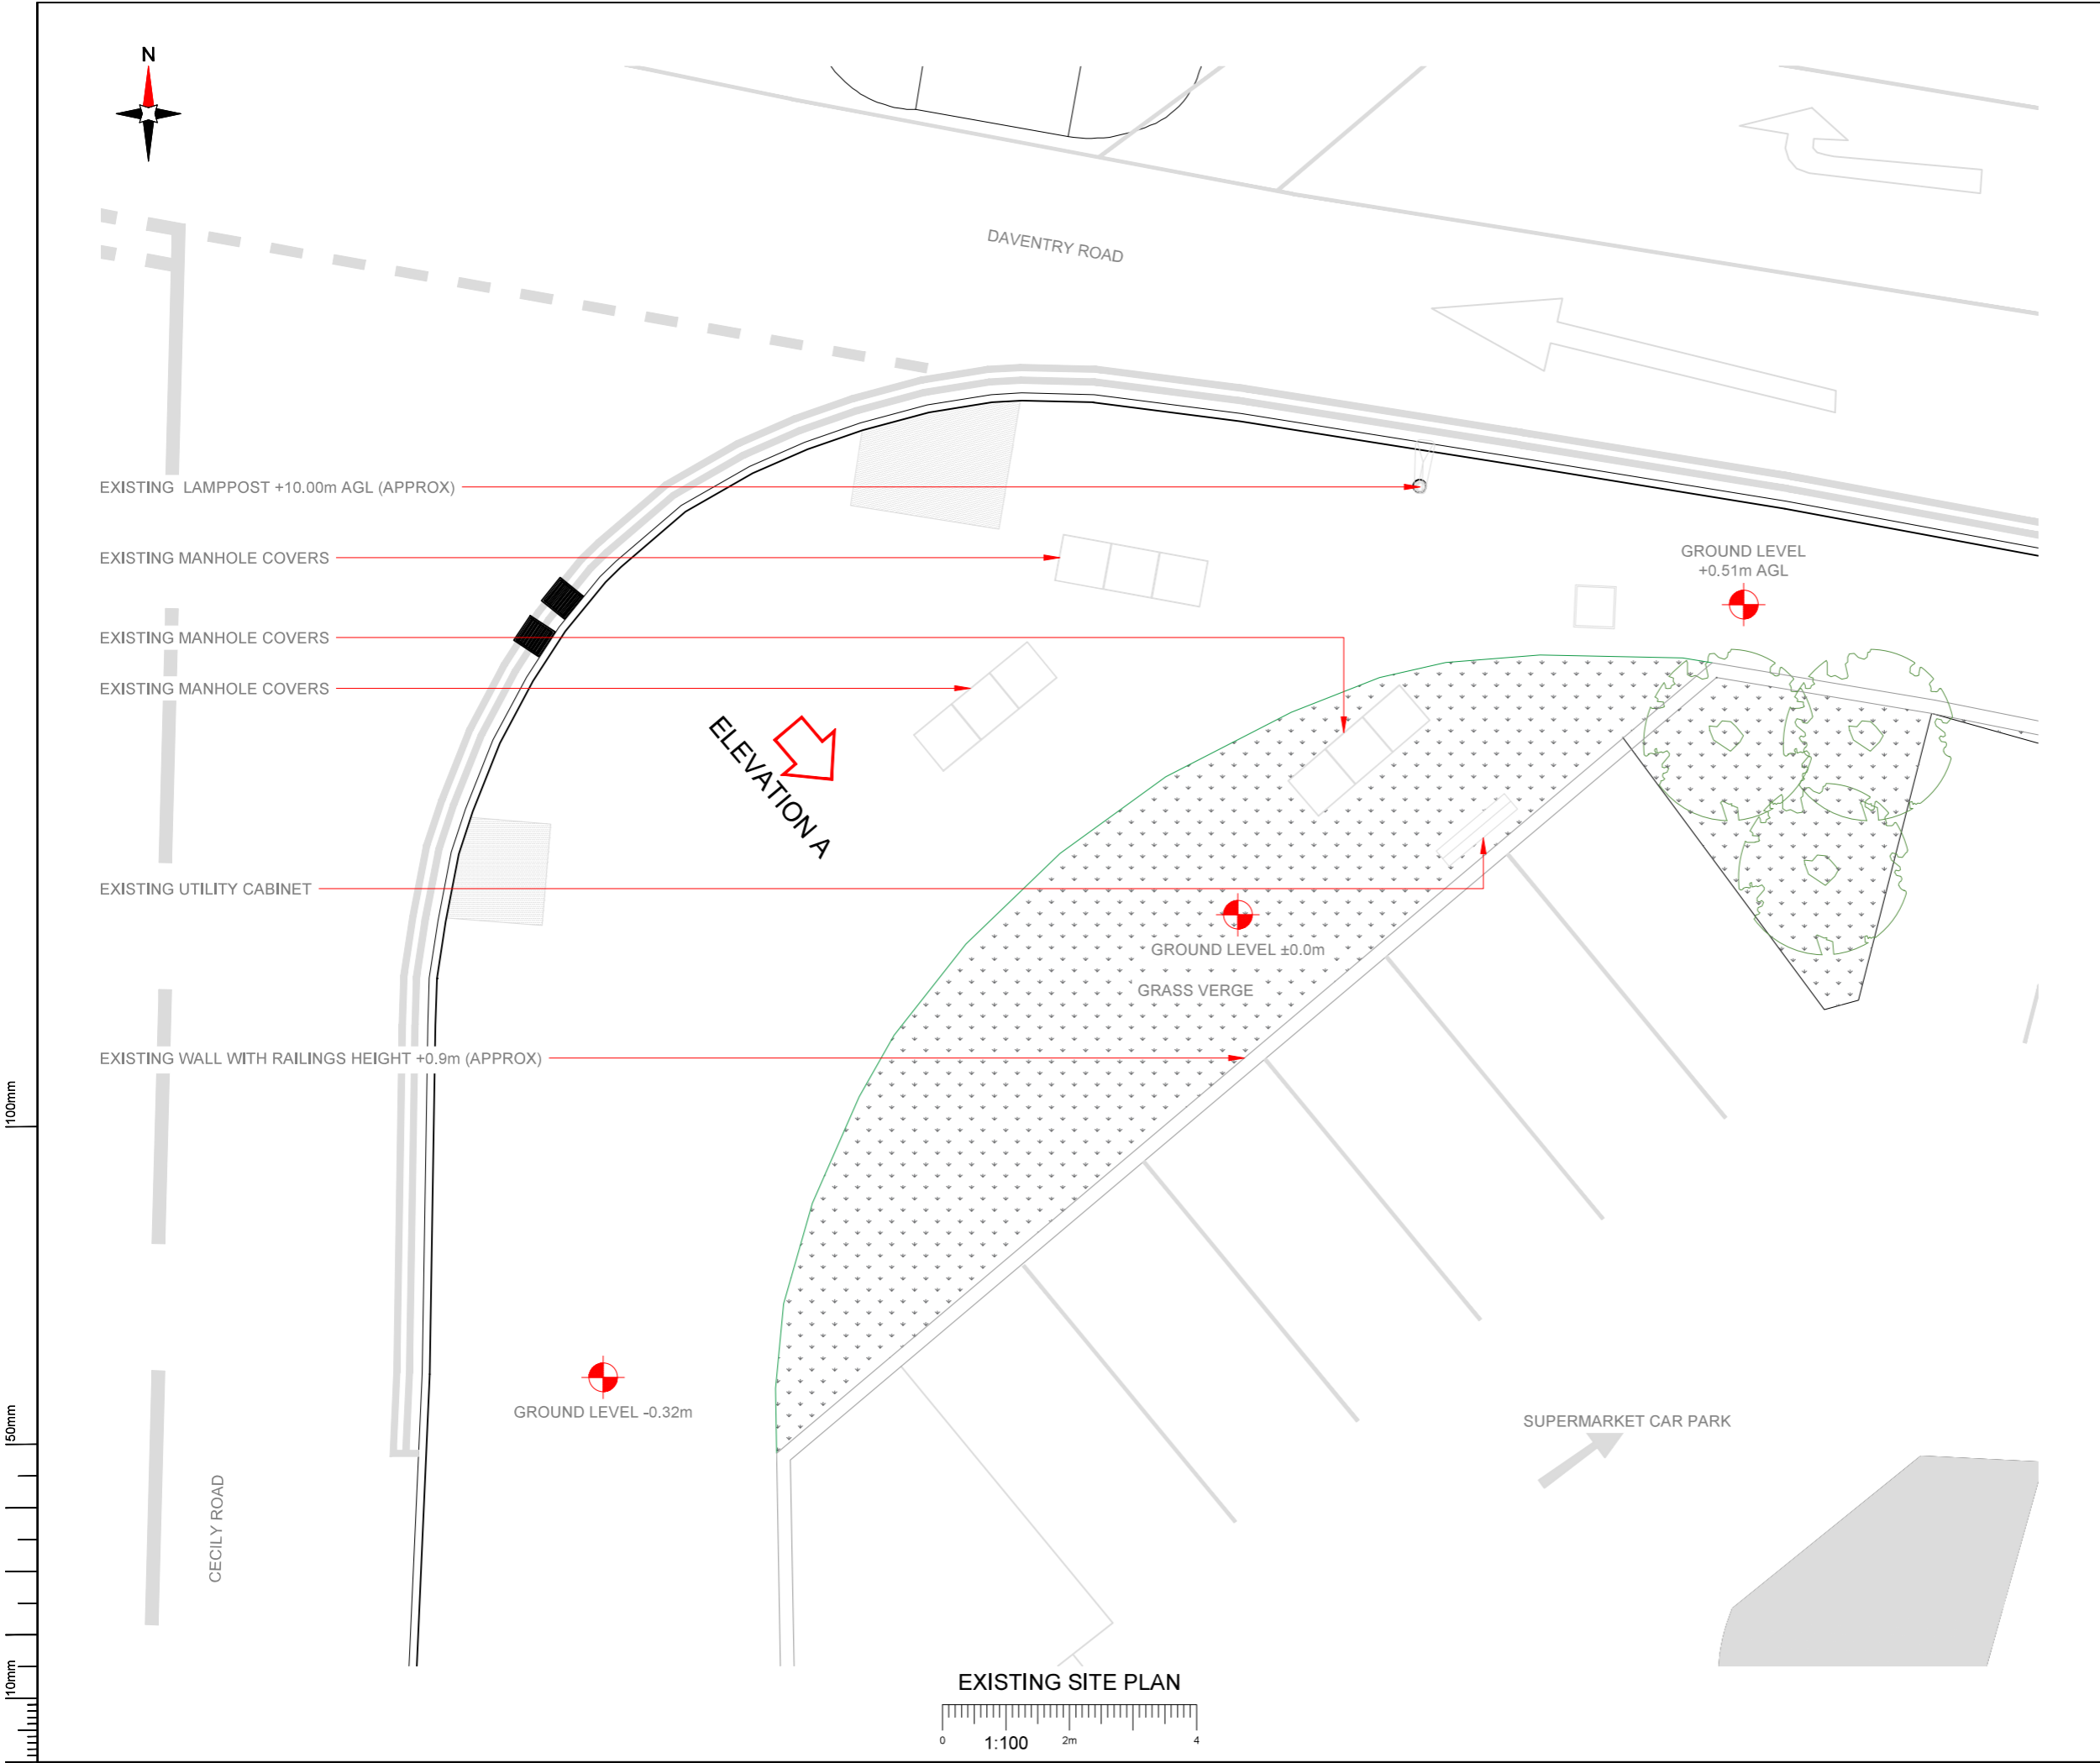 N
DAVENTRY ROAD
EXISTING LAMPPOST +10.00m AGL (APPROX)
EXISTING MANHOLE COVERS
GROUND LEVEL
+0.51m AGL
EXISTING MANHOLE COVERS
EXISTING MANHOLE COVERS
ELEVATION A
EXISTING UTILITY CABINET
GROUND LEVEL ±0.0m
GRASS VERGE
EXISTING WALL WITH RAILINGS HEIGHT +0.9m (APPROX)
100mm
GROUND LEVEL -0.32m
SUPERMARKET CAR PARK
50mm
CECILY ROAD
10mm
EXISTING SITE PLAN
0
1:100
2m
4